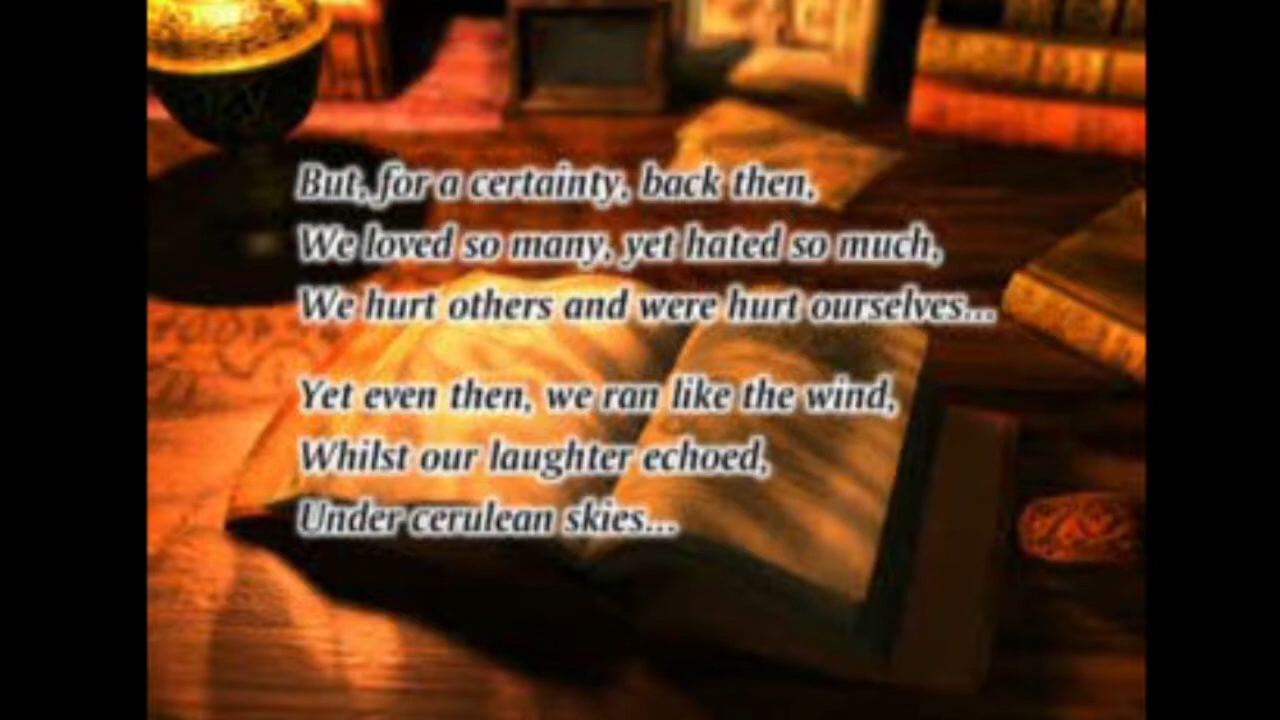 But, for a certainty, back then,
We loved so many, yet hated so much,
We hurt others and were hurt ourselves...
Yet even then, we ran like the wind,
Whilst our laughter echoed,
Under cerulean skies...